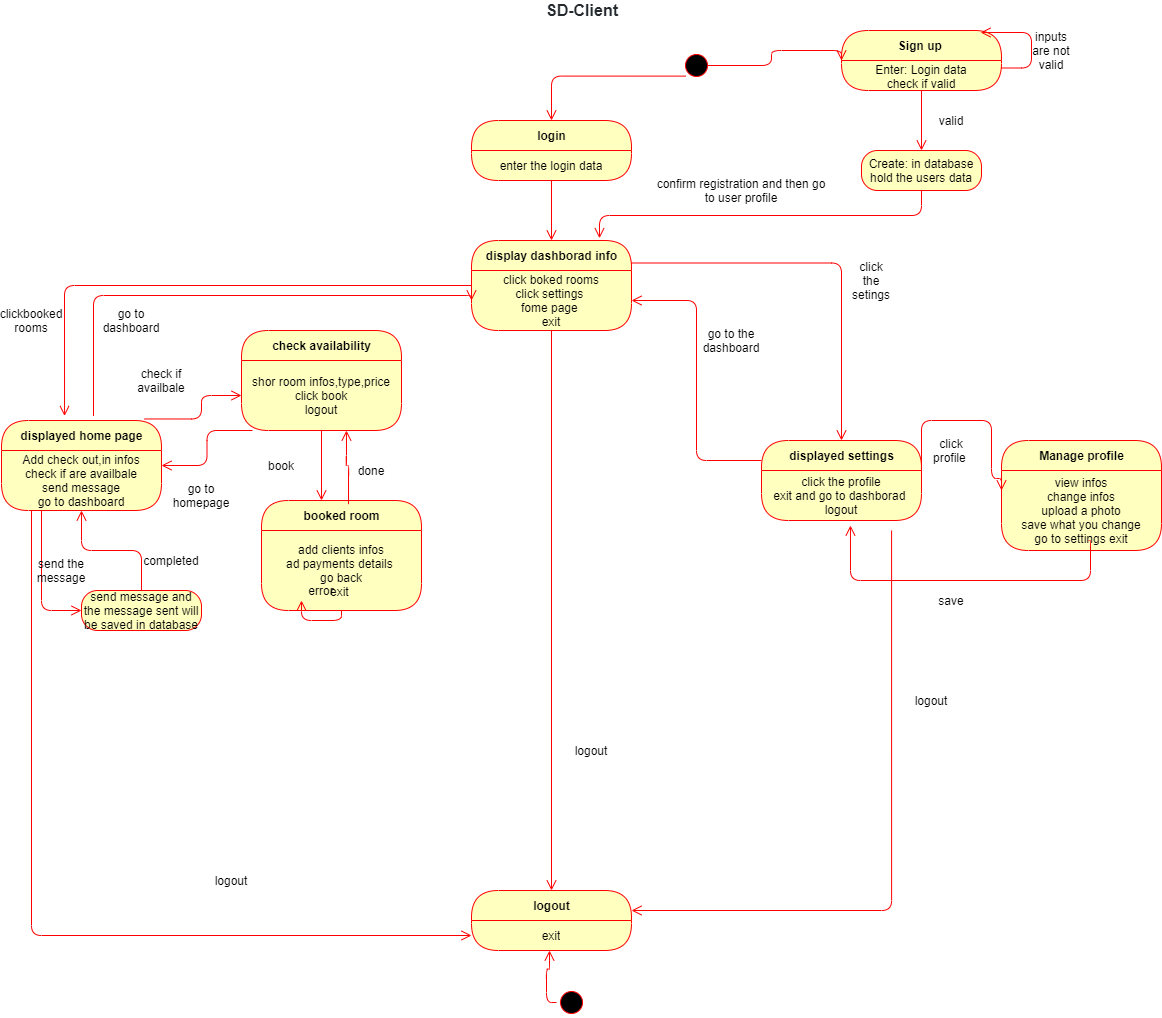 SD-Client
Sign up
Enter: Login data
check if valid
inputs
are not
valid
valid
login
enter the login data
Create: in database
hold the users data
confirm registration and then go
to user profile
display dashborad info
click boked rooms
click settings
fome page
exit
click
the
setings
clickbooked
rooms
go to
dashboard
go to the
dashboard
check availability
shor room infos,type,price
click book
logout
check if
availbale
displayed home page
Add check out,in infos
check if are availbale
send message
go to dashboard
go to
homepage
book
done
displayed settings
click the profile
exit and go to dashborad
logout
click
profile
Manage profile
view infos
change infos
upload a photo
save what you change
go to settings exit
booked room
add clients infos
ad payments details
go back
exit
error
send the
message
completed
send message and
the message sent will
be saved in database
save
logout
logout
logout
logout
exit